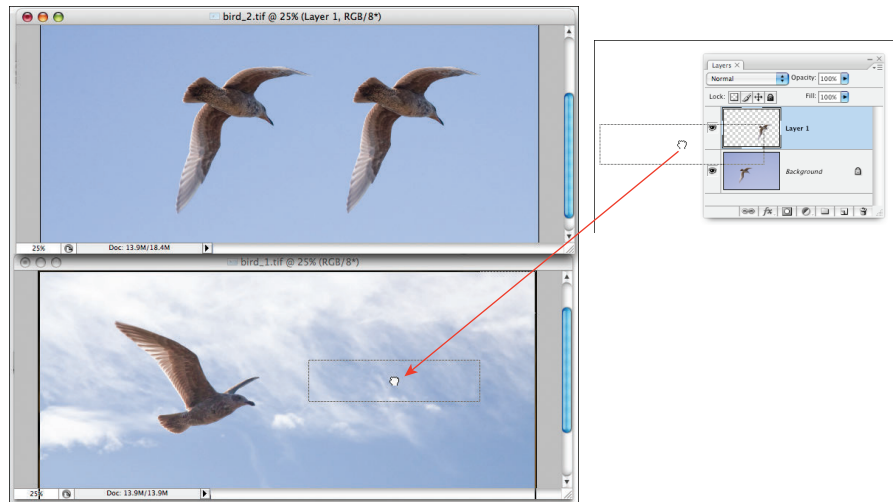 bird_2.tif @ 25% (Layer 1, RGB/8*)
25% Doc: 13.9M/18.4M
bird_1.tif @ 25% (RGB/8*)
25% Doc: 13.9M/13.9M
Layers ×
Normal Opacity: 100%
Lock: Fill: 100%
Layer 1
Background
fx